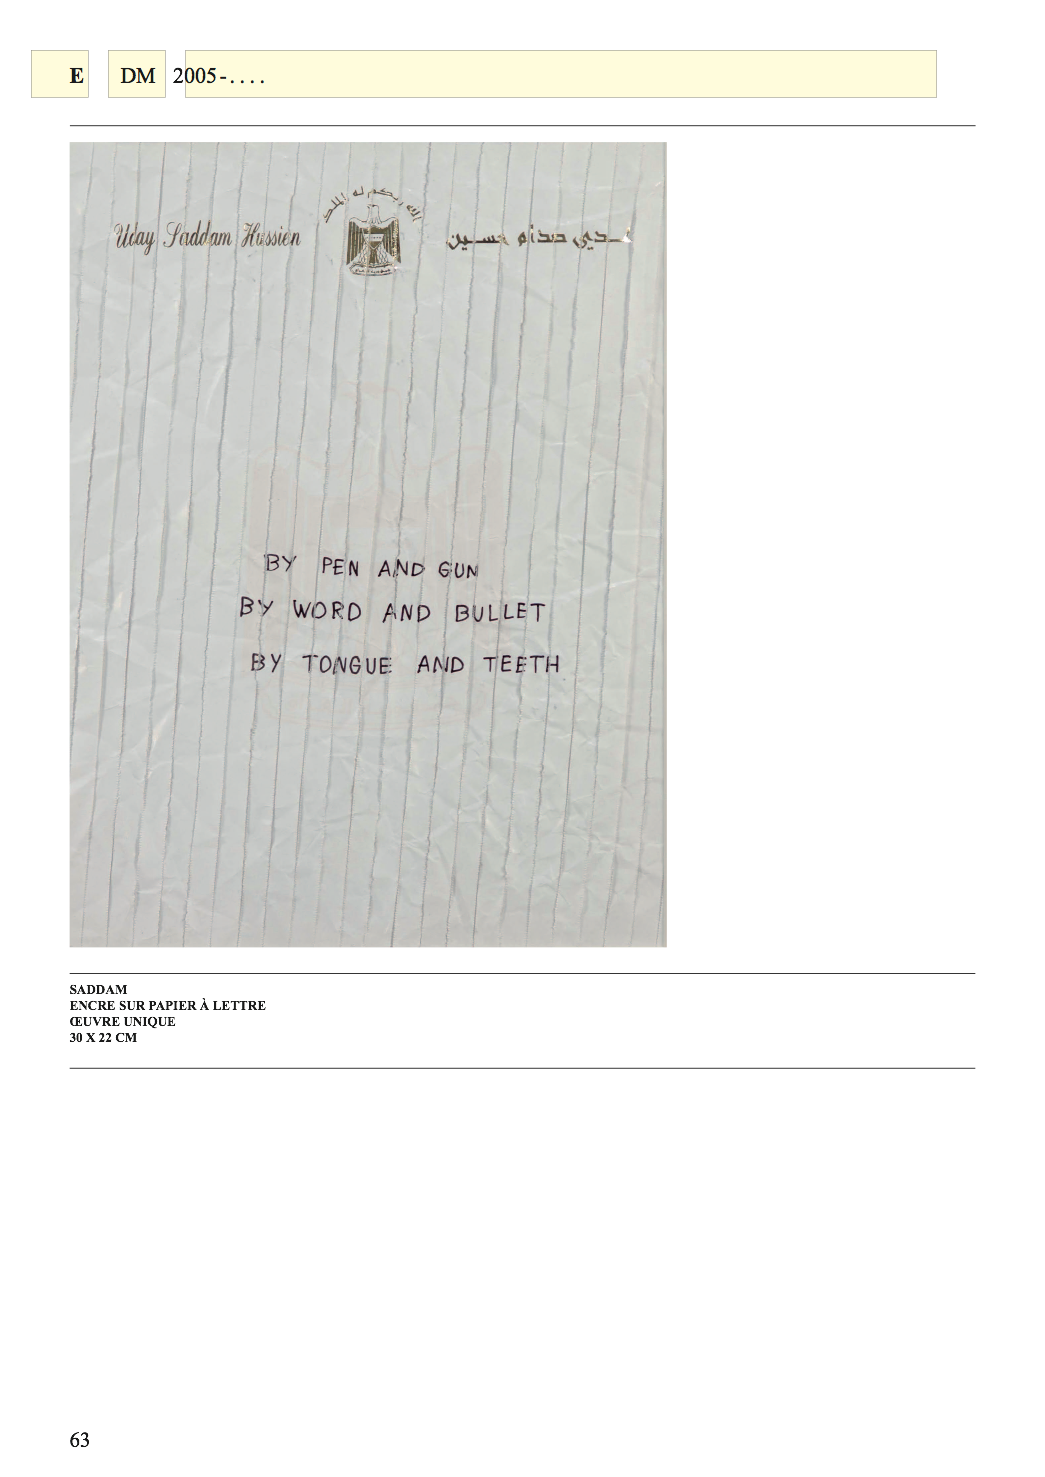 E DM 2005-....
Uday Saddam Hussien
عدي صدام حسين
BY PEN AND GUN
BY WORD AND BULLET
BY TONGUE AND TEETH
SADDAM
ENCRE SUR PAPIER À LETTRE
ŒUVRE UNIQUE
30 X 22 CM
63